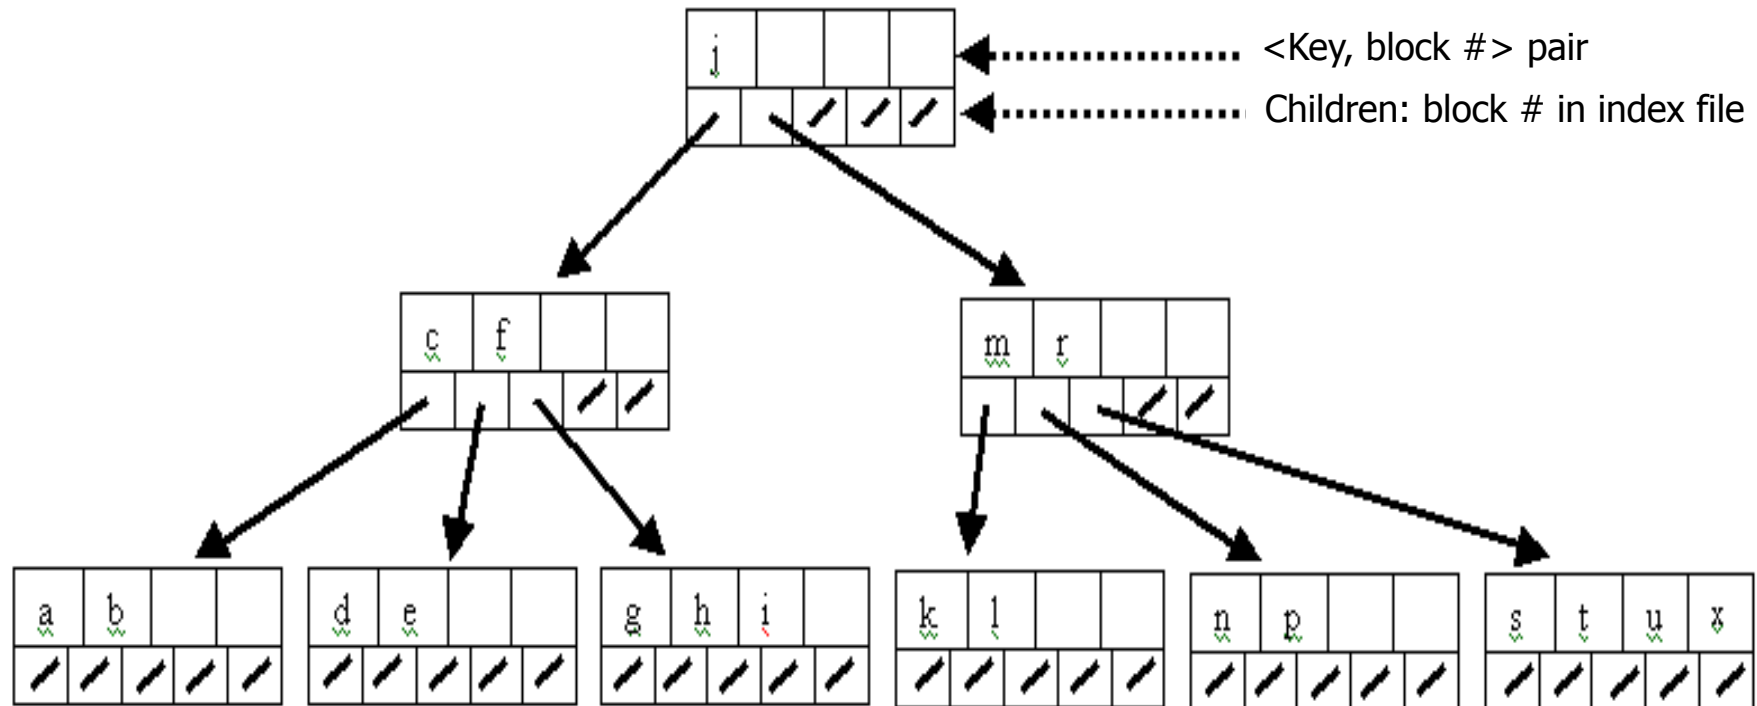 j
<Key, block #> pair
Children: block # in index file
c f
m r
a b
d e
g h i
k l
n p
s t u x